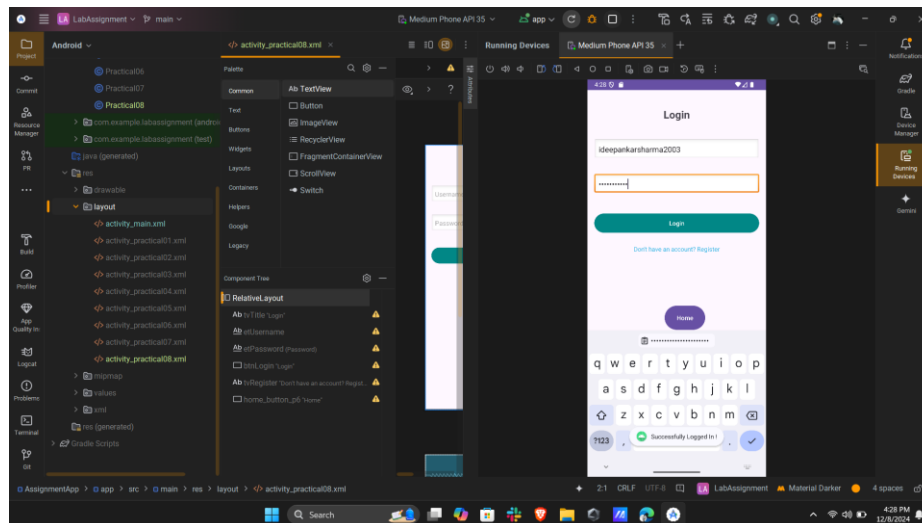 LA LabAssignment main
Medium Phone API 35 app
Android
activity_practical08.xml
Running Devices
Medium Phone API 35
Project
Commit
Resource
Manager
PR
Build
Profiler
App
Quality In
Logcat
Problems
Terminal
Git
Practical06
Practical07
Practical08
com.example.labassignment (androi
com.example.labassignment (test)
java (generated)
res
drawable
layout
activity_main.xml
activity_practical01.xml
activity_practical02.xml
activity_practical03.xml
activity_practical04.xml
activity_practical05.xml
activity_practical06.xml
activity_practical07.xml
activity_practical08.xml
mipmap
values
xml
res (generated)
Gradle Scripts
Palette
Common
Text
Buttons
Widgets
Layouts
Containers
Helpers
Google
Legacy
Ab TextView
Button
ImageView
RecyclerView
FragmentContainerView
ScrollView
Switch
Component Tree
RelativeLayout
Ab tvTitle "Login"
Ab etUsername
Ab etPassword (Password)
btnLogin "Login"
Ab tvRegister "Don't have an account? Regist..
home_button_p6 "Home"
Attributes
Username
Password
4:28
Login
ideepankarsharma2003
Login
Don't have an account? Register
Home
q w e r t y u i o p
a s d f g h j k l
z x c v b n m
?123 , Successfully Logged In ! .
Notification
Gradle
Device
Manager
Running
Devices
Gemini
AssignmentApp > app > src > main > res > layout > activity_practical08.xml
2:1 CRLF UTF-8 LA LabAssignment Material Darker 4 spaces
Search
4:28 PM
12/8/2024